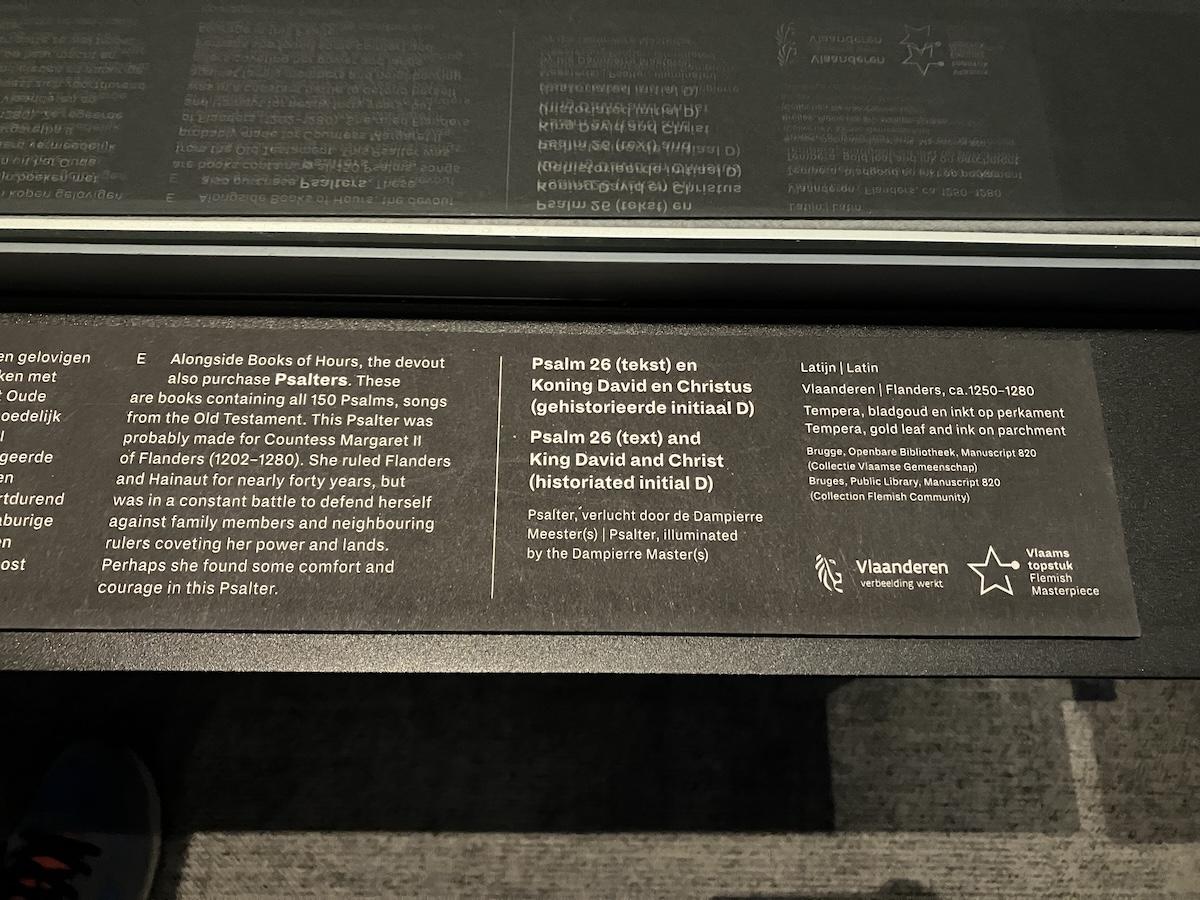 en gelovigen
ken met
Oude
oedelijk
geerde
en
rtdurend
aburige
n
ost
E Alongside Books of Hours, the devout
also purchase Psalters. These
are books containing all 150 Psalms, songs
from the Old Testament. This Psalter was
probably made for Countess Margaret II
of Flanders (1202–1280). She ruled Flanders
and Hainaut for nearly forty years, but
was in a constant battle to defend herself
against family members and neighbouring
rulers coveting her power and lands.
Perhaps she found some comfort and
courage in this Psalter.
Psalm 26 (tekst) en
Koning David en Christus
(gehistorieerde initiaal D)
Psalm 26 (text) and
King David and Christ
(historiated initial D)
Psalter, verlucht door de Dampierre
Meester(s) | Psalter, illuminated
by the Dampierre Master(s)
Latijn | Latin
Vlaanderen | Flanders, ca. 1250–1280
Tempera, bladgoud en inkt op perkament
Tempera, gold leaf and ink on parchment
Brugge, Openbare Bibliotheek, Manuscript 820
(Collectie Vlaamse Gemeenschap)
Bruges, Public Library, Manuscript 820
(Collection Flemish Community)
Vlaanderen
verbeelding werkt
Vlaams
topstuk
Flemish
Masterpiece